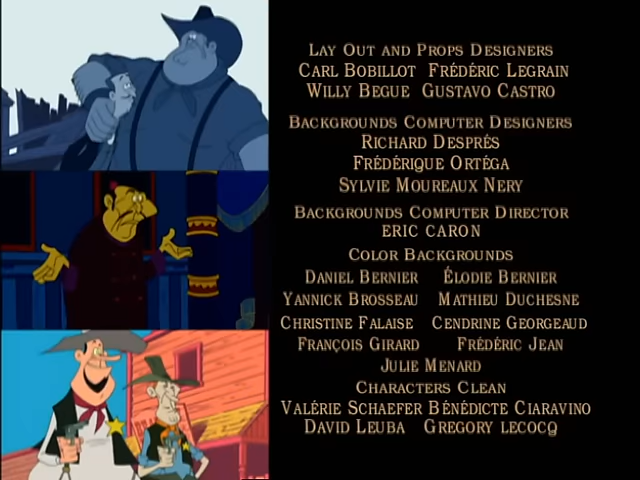 LAY OUT AND PROPS DESIGNERS
CARL BOBILLOT FRÉDÉRIC LEGRAIN
WILLY BEGUE GUSTAVO CASTRO
BACKGROUNDS COMPUTER DESIGNERS
RICHARD DESPRÉS
FRÉDÉRIQUE ORTÉGA
SYLVIE MOUREAUX NERY
BACKGROUNDS COMPUTER DIRECTOR
ERIC CARON
COLOR BACKGROUNDS
DANIEL BERNIER ÉLODIE BERNIER
YANNICK BROSSEAU MATHIEU DUCHESNE
CHRISTINE FALAISE CENDRINE GEORGEAUD
FRANÇOIS GIRARD FRÉDÉRIC JEAN
JULIE MENARD
CHARACTERS CLEAN
VALÉRIE SCHAEFER BÉNÉDICTE CIARAVINO
DAVID LEUBA GREGORY LECOCQ